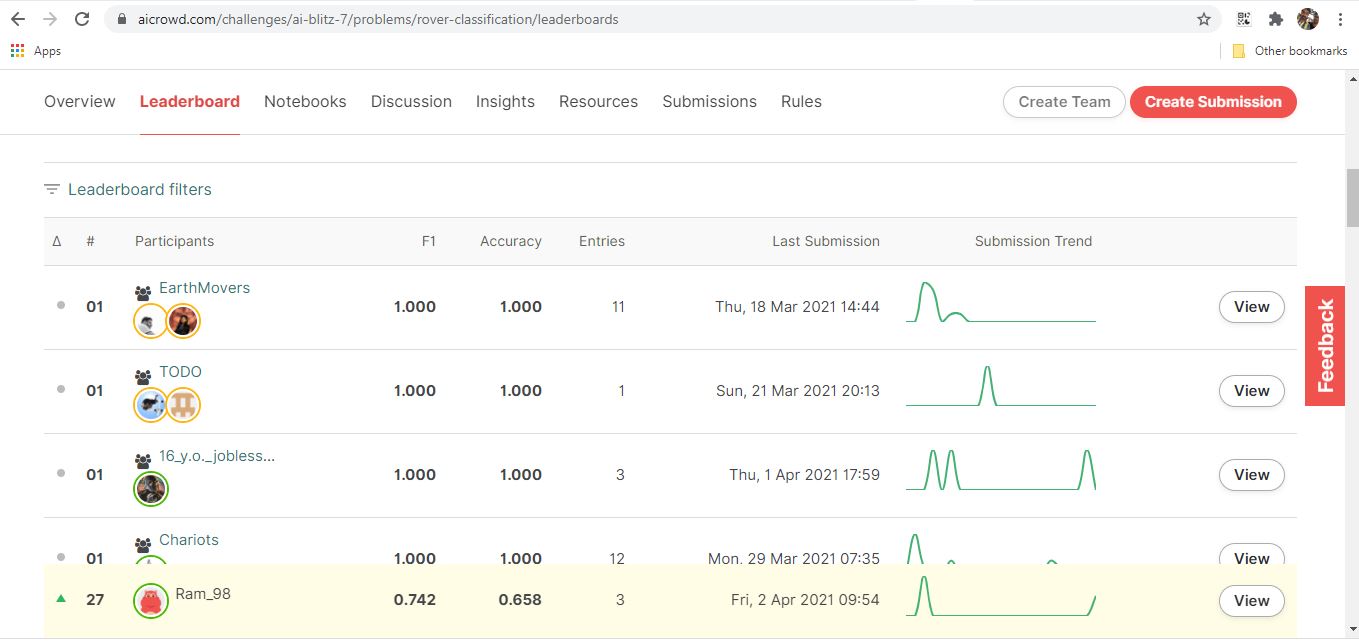 aicrowd.com/challenges/ai-blitz-7/problems/rover-classification/leaderboards
Apps
Other bookmarks
Overview Leaderboard Notebooks Discussion Insights Resources Submissions Rules Create Team Create Submission
Leaderboard filters
Δ # Participants F1 Accuracy Entries Last Submission Submission Trend
01 EarthMovers 1.000 1.000 11 Thu, 18 Mar 2021 14:44 View
01 TODO 1.000 1.000 1 Sun, 21 Mar 2021 20:13 View
01 16_y.o._jobless... 1.000 1.000 3 Thu, 1 Apr 2021 17:59 View
01 Chariots 1.000 1.000 12 Mon, 29 Mar 2021 07:35 View
27 Ram_98 0.742 0.658 3 Fri, 2 Apr 2021 09:54 View
Feedback